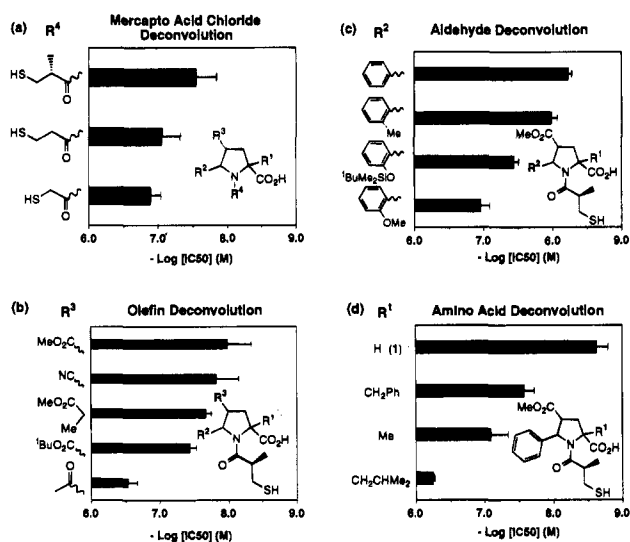 (a) R⁴ Mercapto Acid Chloride
Deconvolution
HS
O
HS
O
HS
O
R³
R²
R¹
N
CO₂H
R⁴
6.0 7.0 8.0 9.0
- Log [IC50] (M)
(b) R³ Olefin Deconvolution
MeO₂C
NC
MeO₂C
Me
ᵗBuO₂C
O
R³
R²
R¹
N
CO₂H
O
SH
6.0 7.0 8.0 9.0
- Log [IC50] (M)
(c) R² Aldehyde Deconvolution
Me
ᵗBuMe₂SiO
OMe
MeO₂C
R²
R¹
N
CO₂H
O
SH
6.0 7.0 8.0 9.0
- Log [IC50] (M)
(d) R¹ Amino Acid Deconvolution
H (1)
CH₂Ph
Me
CH₂CHMe₂
MeO₂C
R¹
N
CO₂H
O
SH
6.0 7.0 8.0 9.0
- Log [IC50] (M)